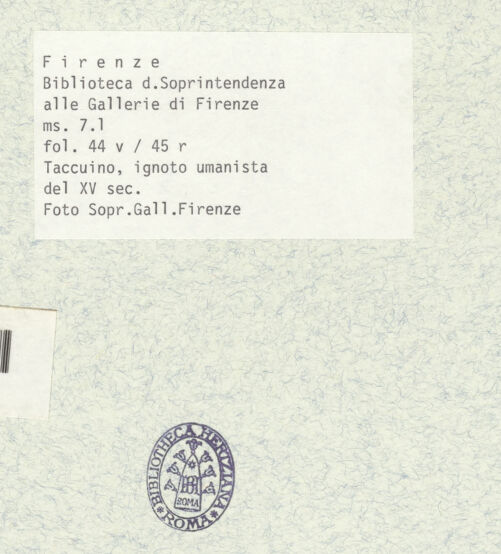 F i r e n z e
Biblioteca d.Soprintendenza
alle Gallerie di Firenze
ms. 7.1
fol. 44 v / 45 r
Taccuino, ignoto umanista
del XV sec.
Foto Sopr.Gall.Firenze
BIBLIOTHECA HERTZIANA
ROMA
* ROMA *